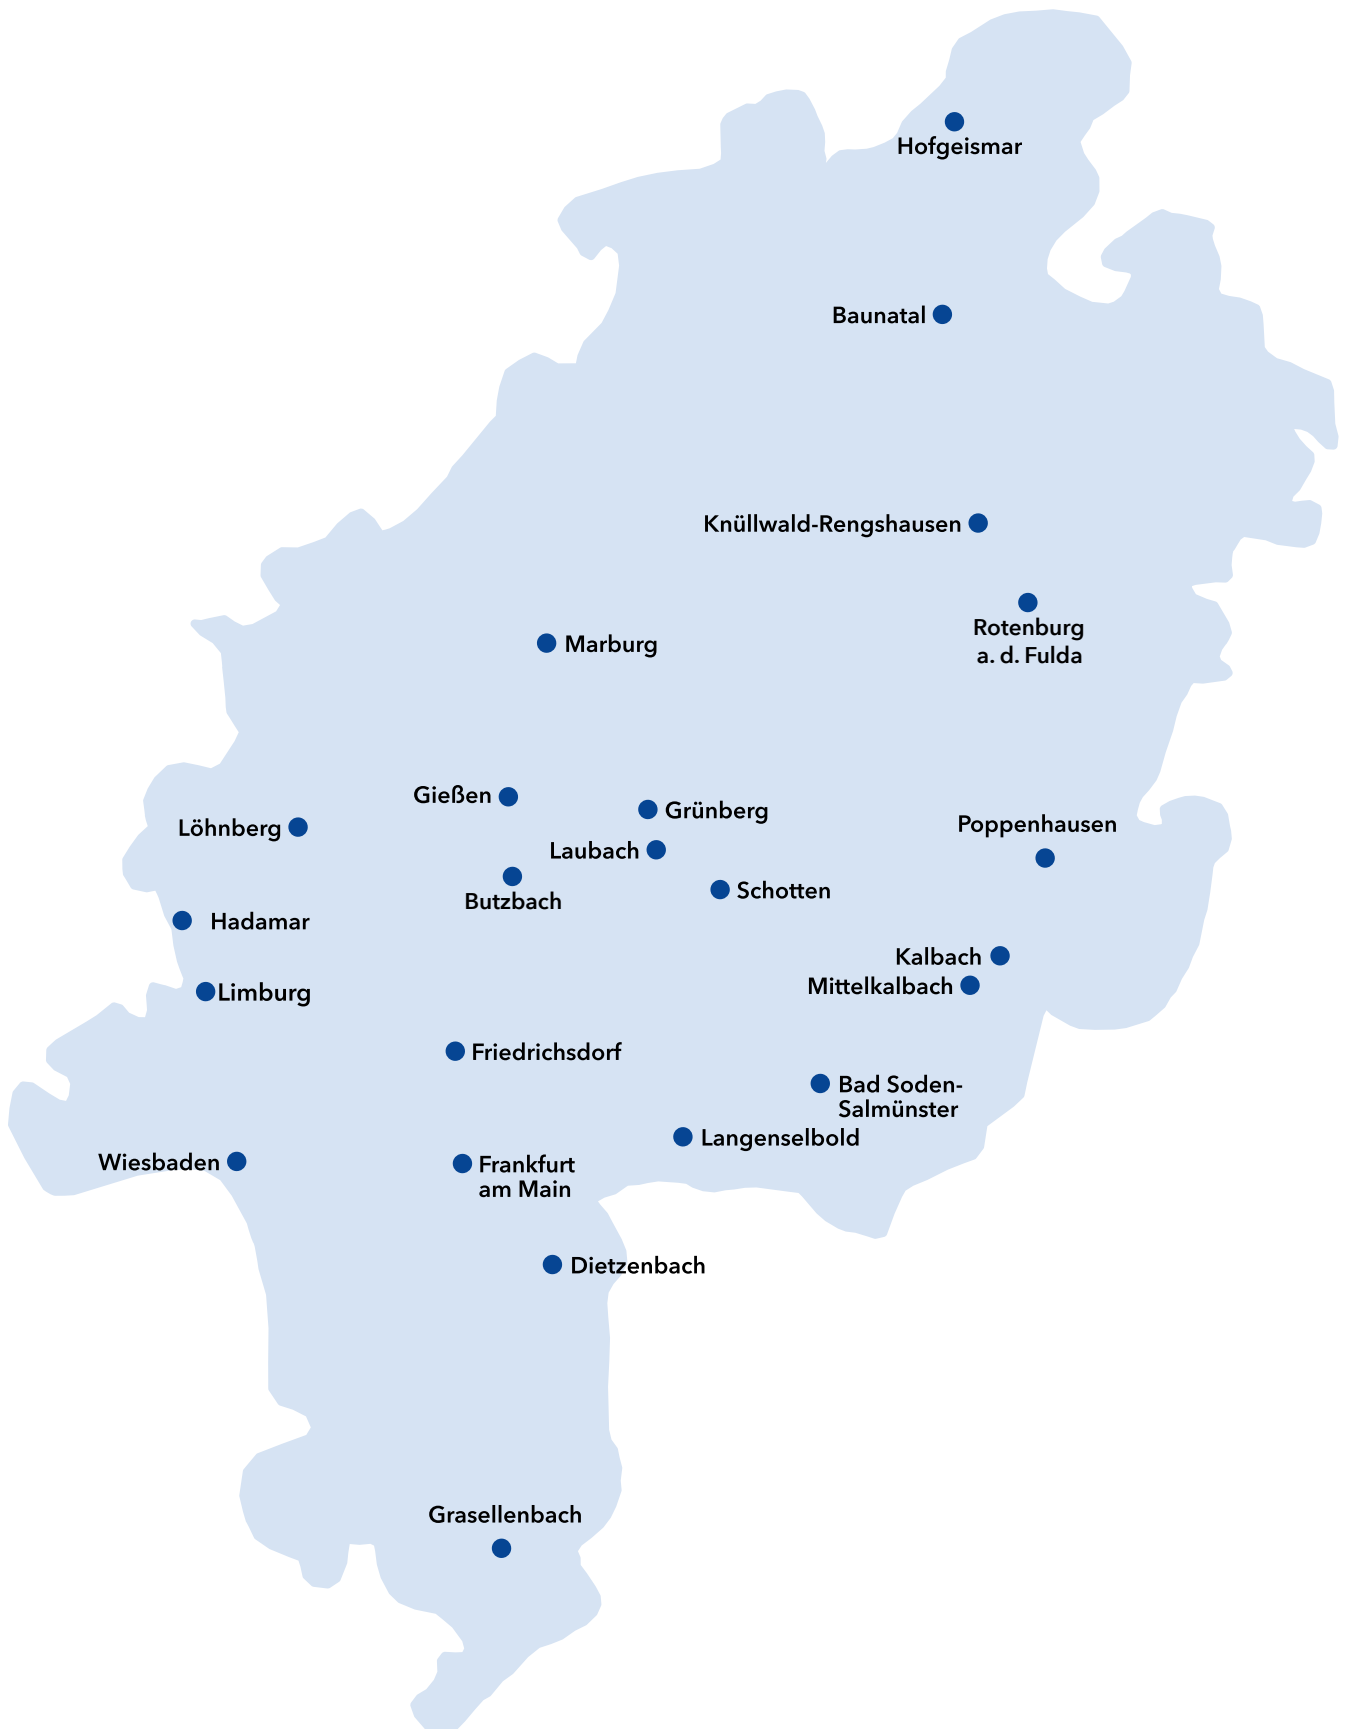 Hofgeismar
Baunatal
Knüllwald-Rengshausen
Rotenburg
a. d. Fulda
Marburg
Gießen
Grünberg
Löhnberg
Poppenhausen
Laubach
Schotten
Butzbach
Hadamar
Kalbach
Mittelkalbach
Limburg
Friedrichsdorf
Bad Soden-
Salmünster
Langenselbold
Wiesbaden
Frankfurt
am Main
Dietzenbach
Grasellenbach